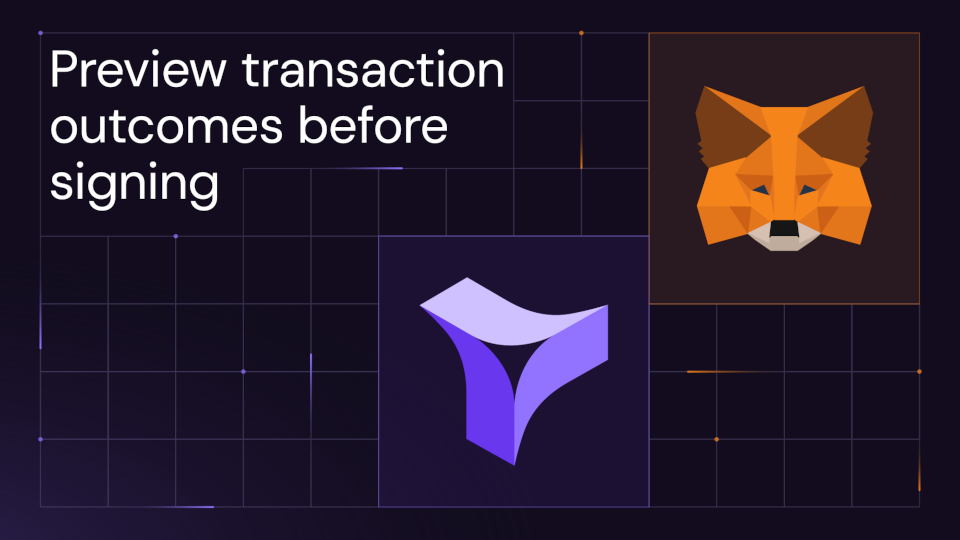 Preview transaction
outcomes before
signing